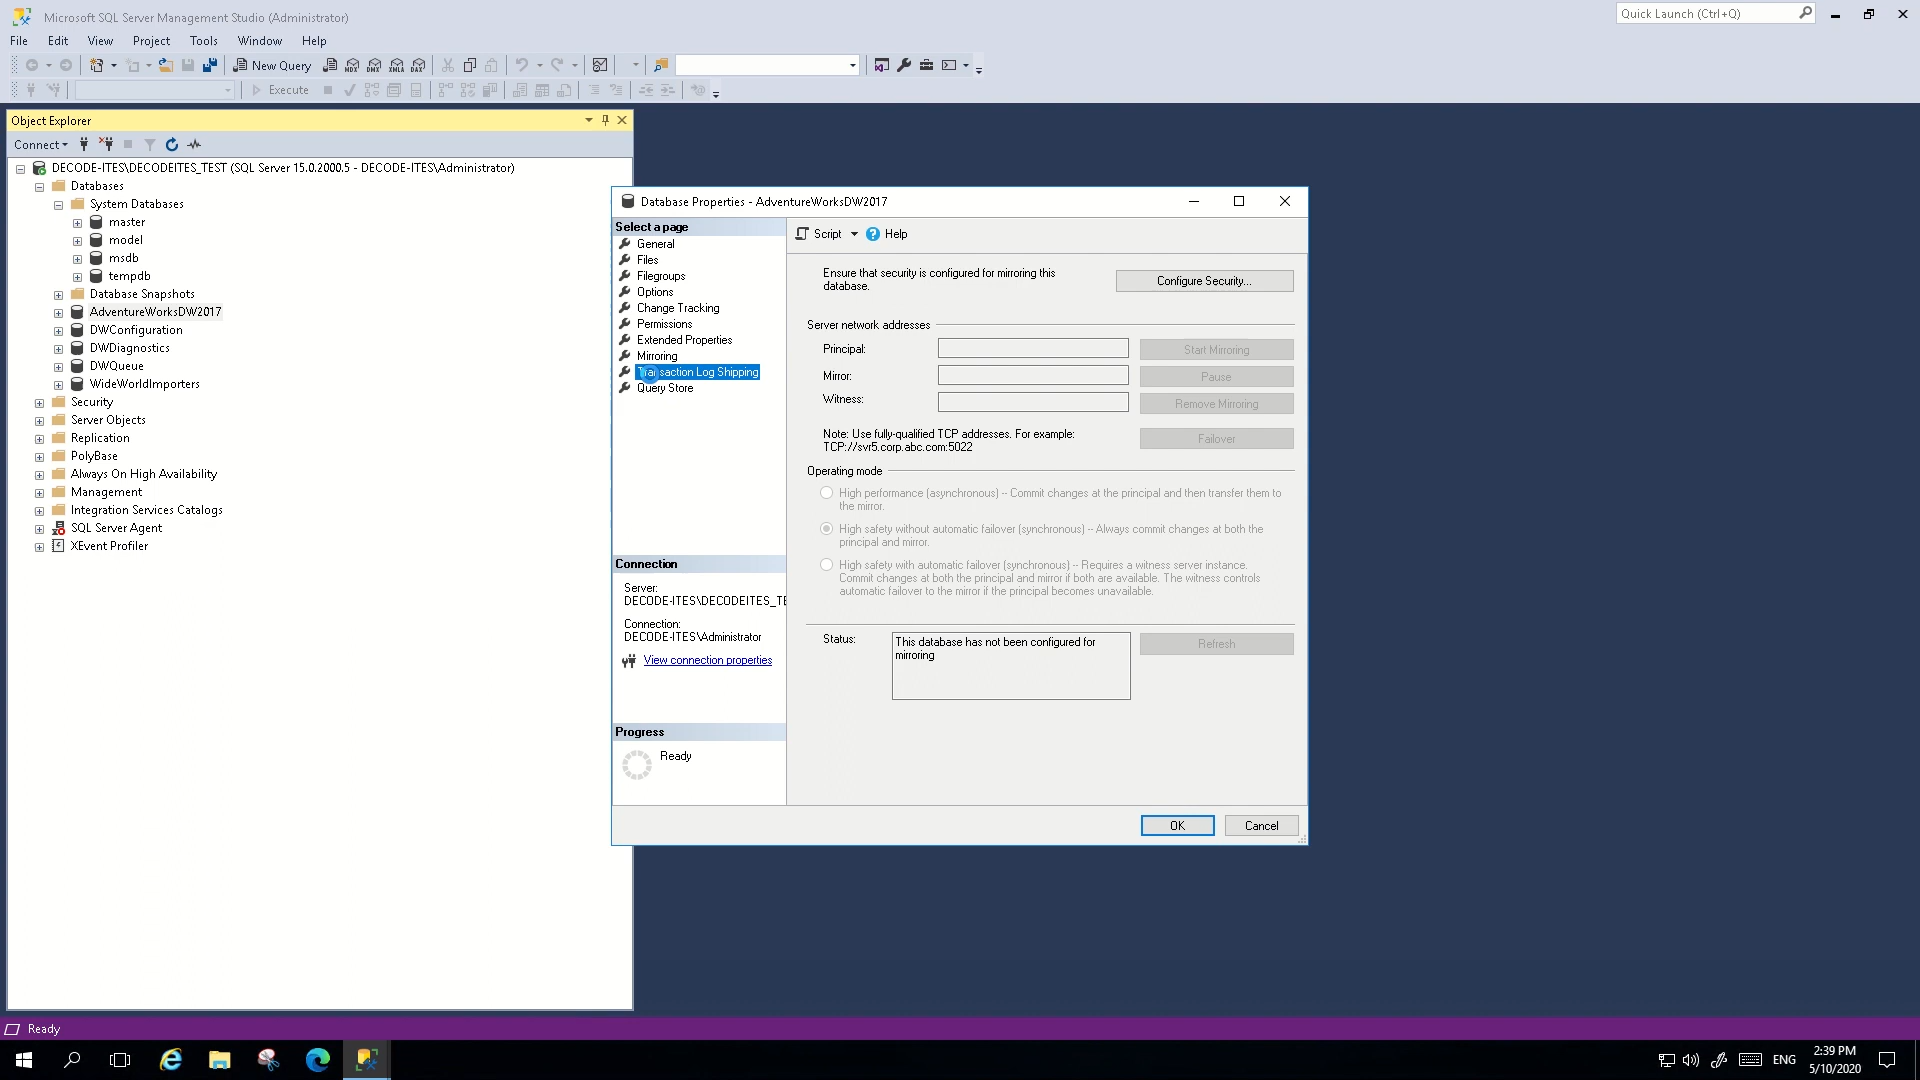 Microsoft SQL Server Management Studio (Administrator)
Quick Launch (Ctrl+Q)
File Edit View Project Tools Window Help
New Query
MDX DMX XMLA DAX
Execute
Object Explorer
Connect
DECODE-ITES\DECODEITES_TEST (SQL Server 15.0.2000.5 - DECODE-ITES\Administrator)
Databases
System Databases
master
model
msdb
tempdb
Database Snapshots
AdventureWorksDW2017
DWConfiguration
DWDiagnostics
DWQueue
WideWorldImporters
Security
Server Objects
Replication
PolyBase
Always On High Availability
Management
Integration Services Catalogs
SQL Server Agent
XEvent Profiler
Database Properties - AdventureWorksDW2017
Select a page
General
Files
Filegroups
Options
Change Tracking
Permissions
Extended Properties
Mirroring
Transaction Log Shipping
Query Store
Connection
Server:
DECODE-ITES\DECODEITES_TE
Connection:
DECODE-ITES\Administrator
View connection properties
Progress
Ready
Script Help
Ensure that security is configured for mirroring this
database.
Configure Security...
Server network addresses
Principal:
Start Mirroring
Mirror:
Pause
Witness:
Remove Mirroring
Note: Use fully-qualified TCP addresses. For example:
TCP://svr5.corp.abc.com:5022
Failover
Operating mode
High performance (asynchronous) -- Commit changes at the principal and then transfer them to
the mirror.
High safety without automatic failover (synchronous) -- Always commit changes at both the
principal and mirror.
High safety with automatic failover (synchronous) -- Requires a witness server instance.
Commit changes at both the principal and mirror if both are available. The witness controls
automatic failover to the mirror if the principal becomes unavailable.
Status:
This database has not been configured for
mirroring
Refresh
OK
Cancel
Ready
ENG
2:39 PM
5/10/2020